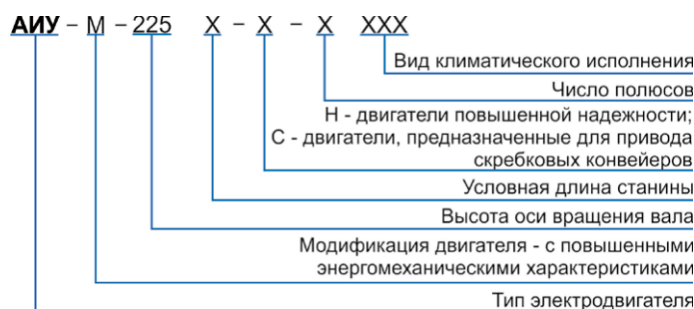 АИУ – М – 225 Х – Х – Х ХХХ
Вид климатического исполнения
Число полюсов
Н - двигатели повышенной надежности;
С - двигатели, предназначенные для привода
скребковых конвейеров
Условная длина станины
Высота оси вращения вала
Модификация двигателя - с повышенными
энергомеханическими характеристиками
Тип электродвигателя